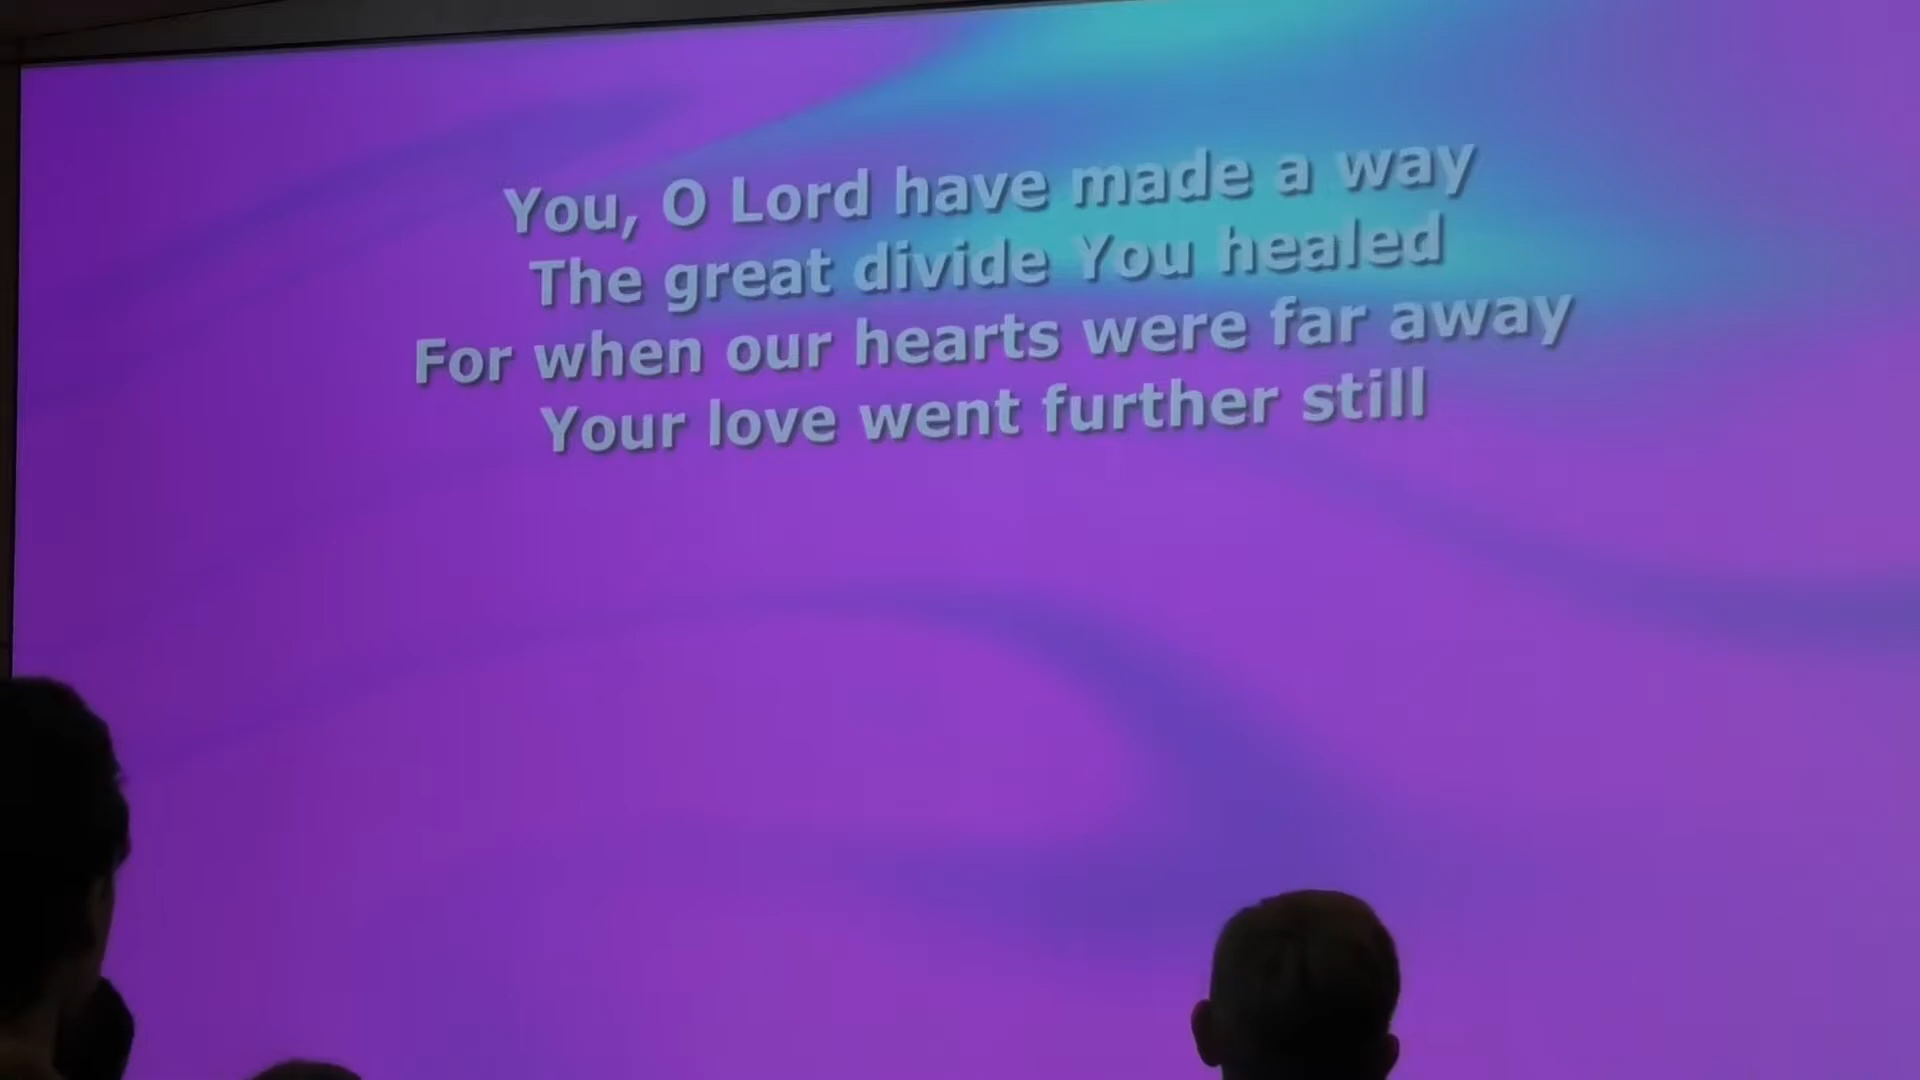 You, O Lord have made a way
The great divide You healed
For when our hearts were far away
Your love went further still